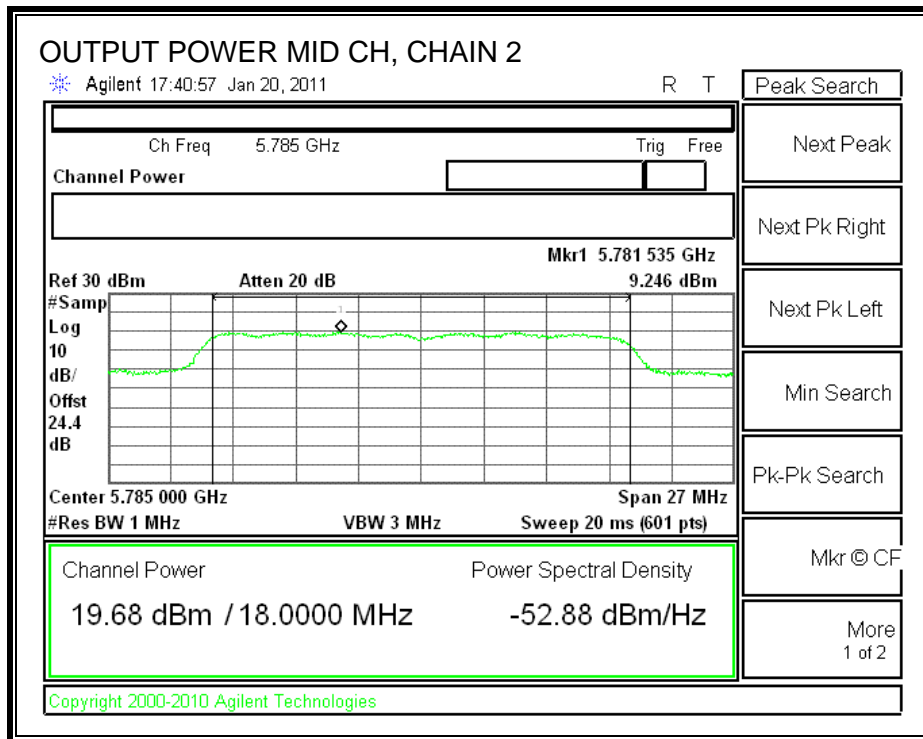 OUTPUT POWER MID CH, CHAIN 2
Agilent 17:40:57 Jan 20, 2011 R T
Peak Search
Ch Freq 5.785 GHz Trig Free
Channel Power
Mkr1 5.781 535 GHz
Ref 30 dBm Atten 20 dB 9.246 dBm
#Samp
Log
10
dB/
Offst
24.4
dB
1
Center 5.785 000 GHz Span 27 MHz
#Res BW 1 MHz VBW 3 MHz Sweep 20 ms (601 pts)
Channel Power Power Spectral Density
19.68 dBm / 18.0000 MHz -52.88 dBm/Hz
Copyright 2000-2010 Agilent Technologies
Next Peak
Next Pk Right
Next Pk Left
Min Search
Pk-Pk Search
Mkr © CF
More
1 of 2